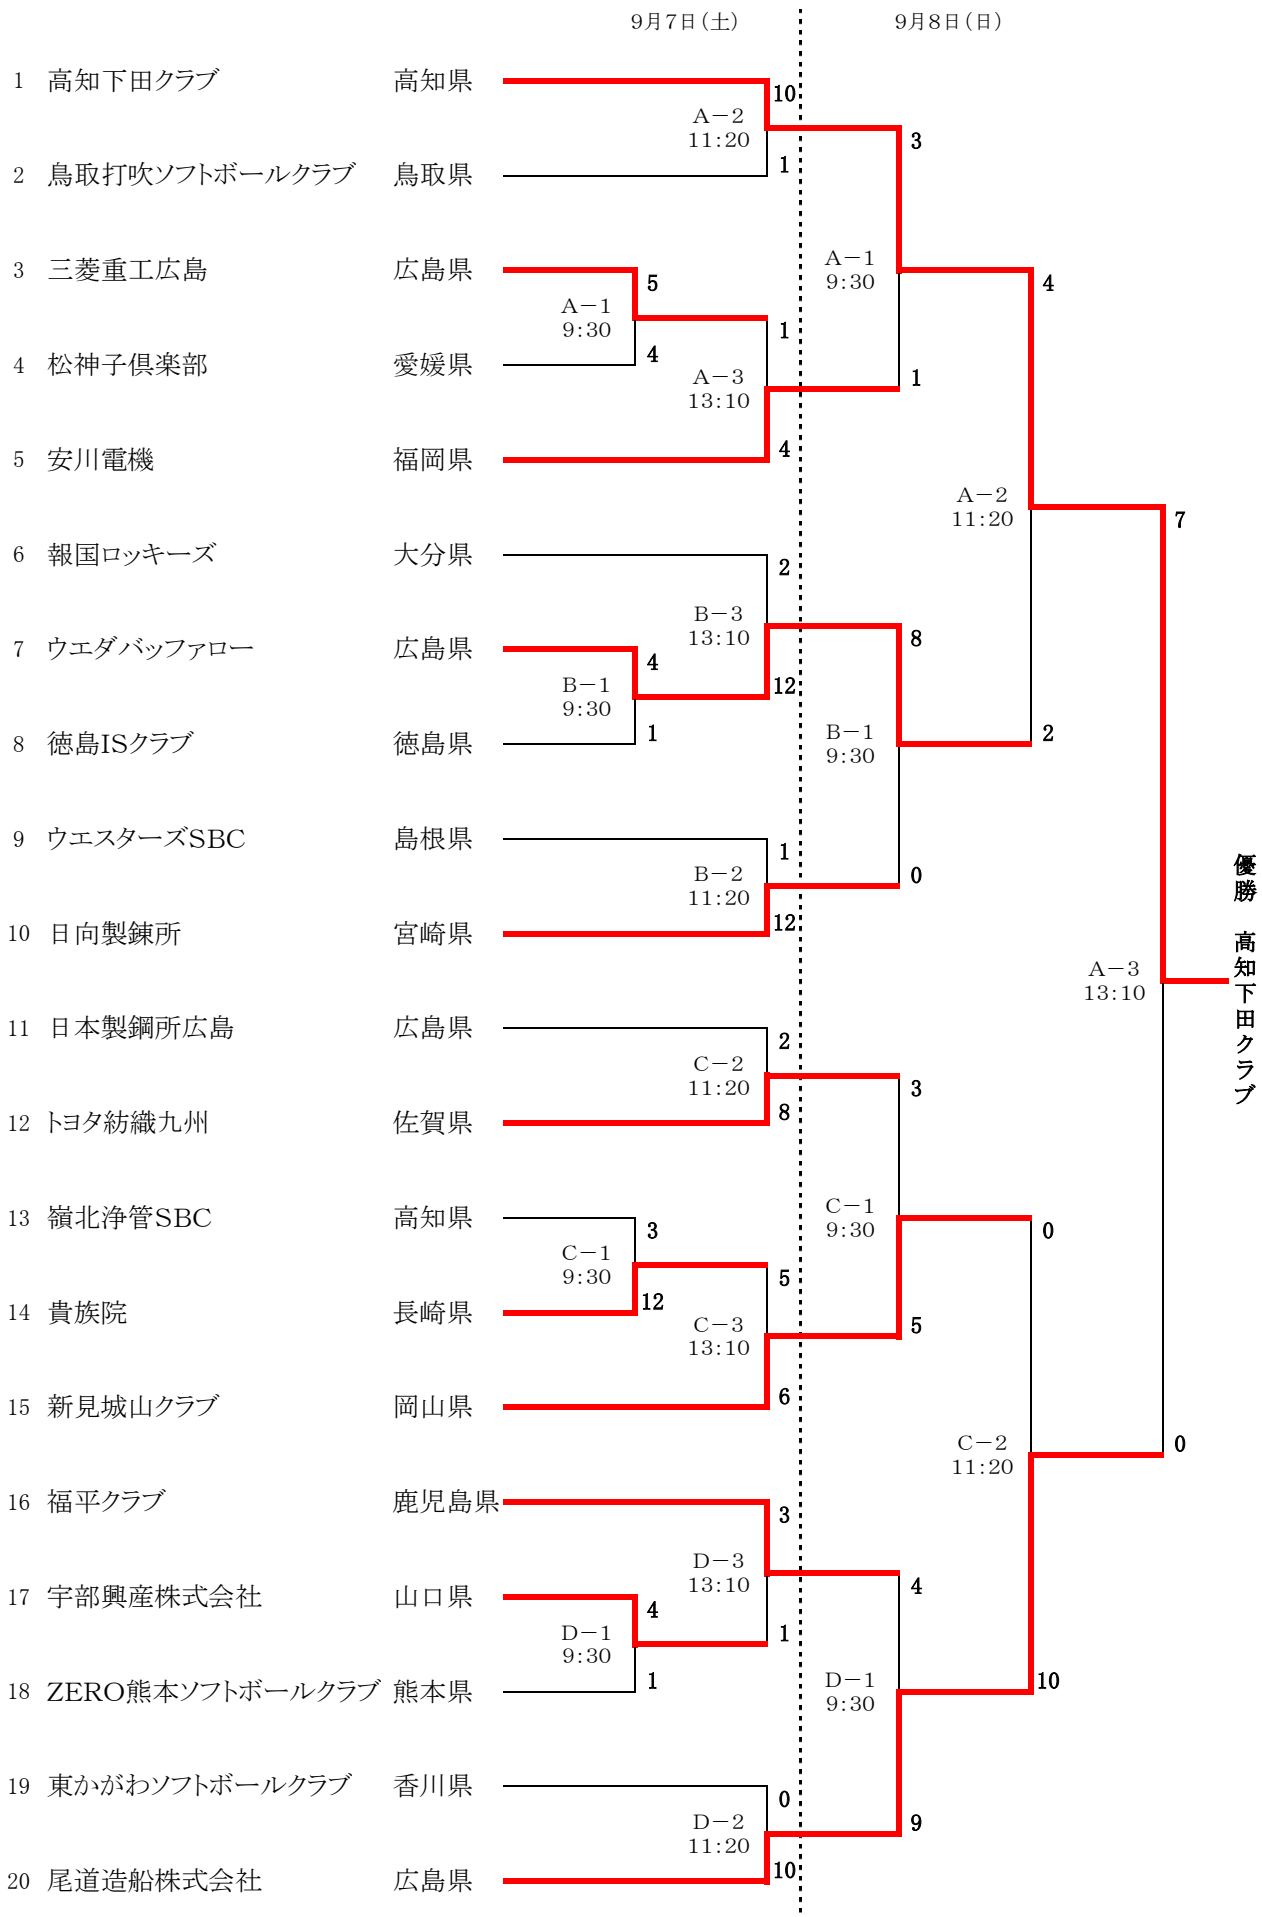 9月7日(土)　9月8日(日)
1 高知下田クラブ 高知県
2 鳥取打吹ソフトボールクラブ 鳥取県
3 三菱重工広島 広島県
4 松神子倶楽部 愛媛県
5 安川電機 福岡県
6 報国ロッキーズ 大分県
7 ウエダバッファロー 広島県
8 徳島ISクラブ 徳島県
9 ウエスターズSBC 島根県
10 日向製錬所 宮崎県
11 日本製鋼所広島 広島県
12 トヨタ紡織九州 佐賀県
13 嶺北浄管SBC 高知県
14 貴族院 長崎県
15 新見城山クラブ 岡山県
16 福平クラブ 鹿児島県
17 宇部興産株式会社 山口県
18 ZERO熊本ソフトボールクラブ 熊本県
19 東かがわソフトボールクラブ 香川県
20 尾道造船株式会社 広島県
A-1
9:30
5
4
B-1
9:30
4
1
C-1
9:30
3
12
D-1
9:30
4
1
10
A-2
11:20
1
1
A-3
13:10
4
2
B-3
13:10
12
1
B-2
11:20
12
2
C-2
11:20
8
5
C-3
13:10
6
3
D-3
13:10
1
0
D-2
11:20
10
3
A-1
9:30
1
8
B-1
9:30
0
3
C-1
9:30
5
4
D-1
9:30
9
4
A-2
11:20
2
0
C-2
11:20
10
7
A-3
13:10
0
優勝　高知下田クラブ